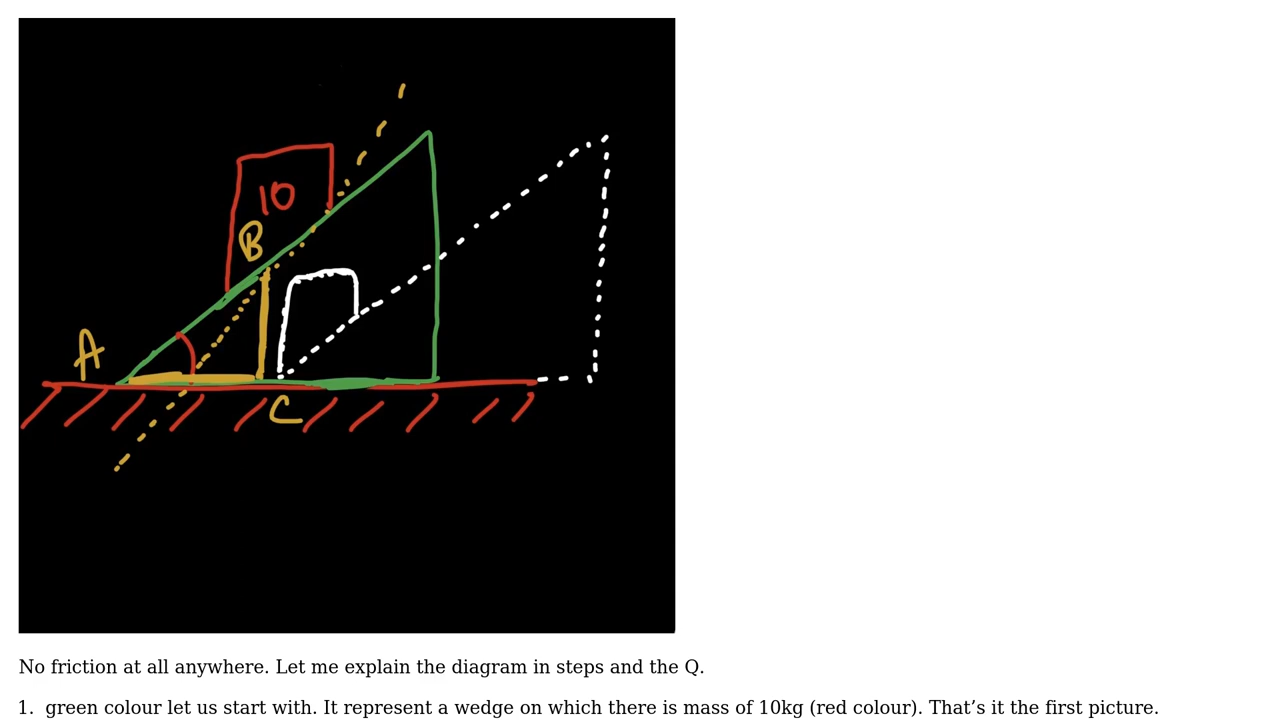 10
B
A
C
No friction at all anywhere. Let me explain the diagram in steps and the Q.
1. green colour let us start with. It represent a wedge on which there is mass of 10kg (red colour). That’s it the first picture.